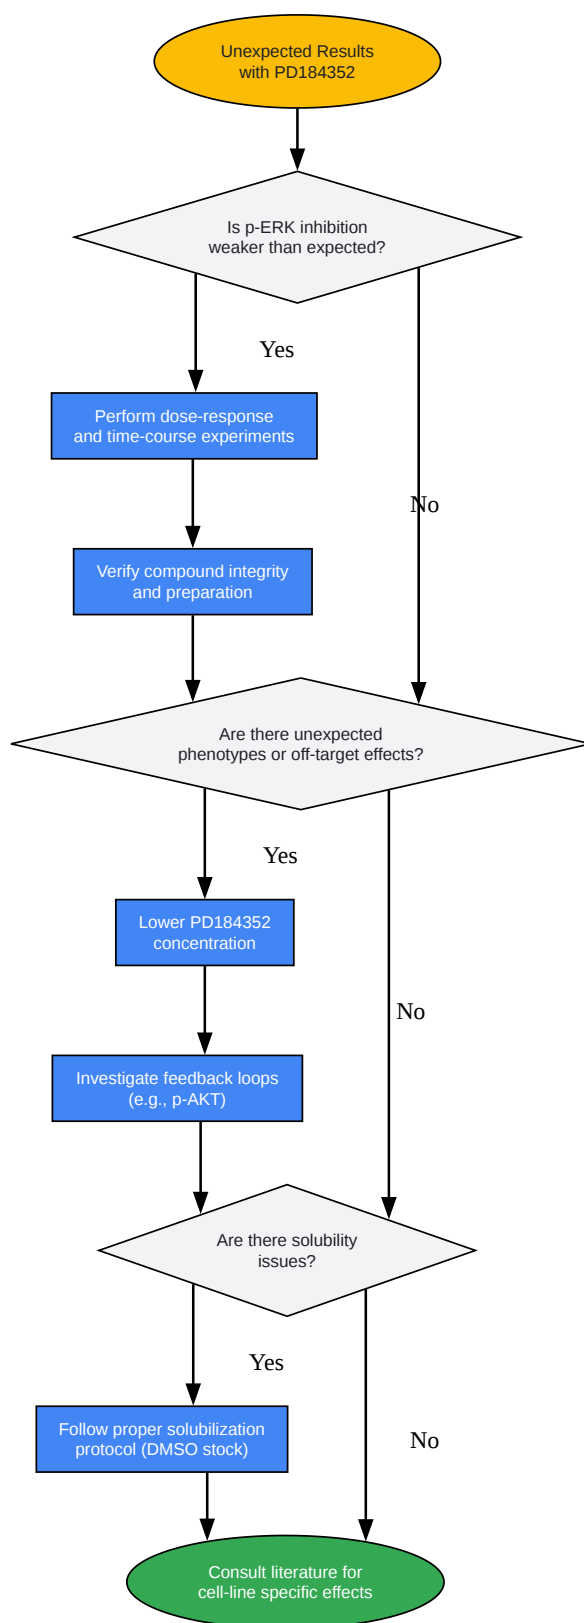 Unexpected Results
with PD184352
Is p-ERK inhibition
weaker than expected?
Yes
Perform dose-response
and time-course experiments
No
Verify compound integrity
and preparation
Are there unexpected
phenotypes or off-target effects?
Yes
Lower PD184352
concentration
No
Investigate feedback loops
(e.g., p-AKT)
Are there solubility
issues?
Yes
Follow proper solubilization
protocol (DMSO stock)
No
Consult literature for
cell-line specific effects